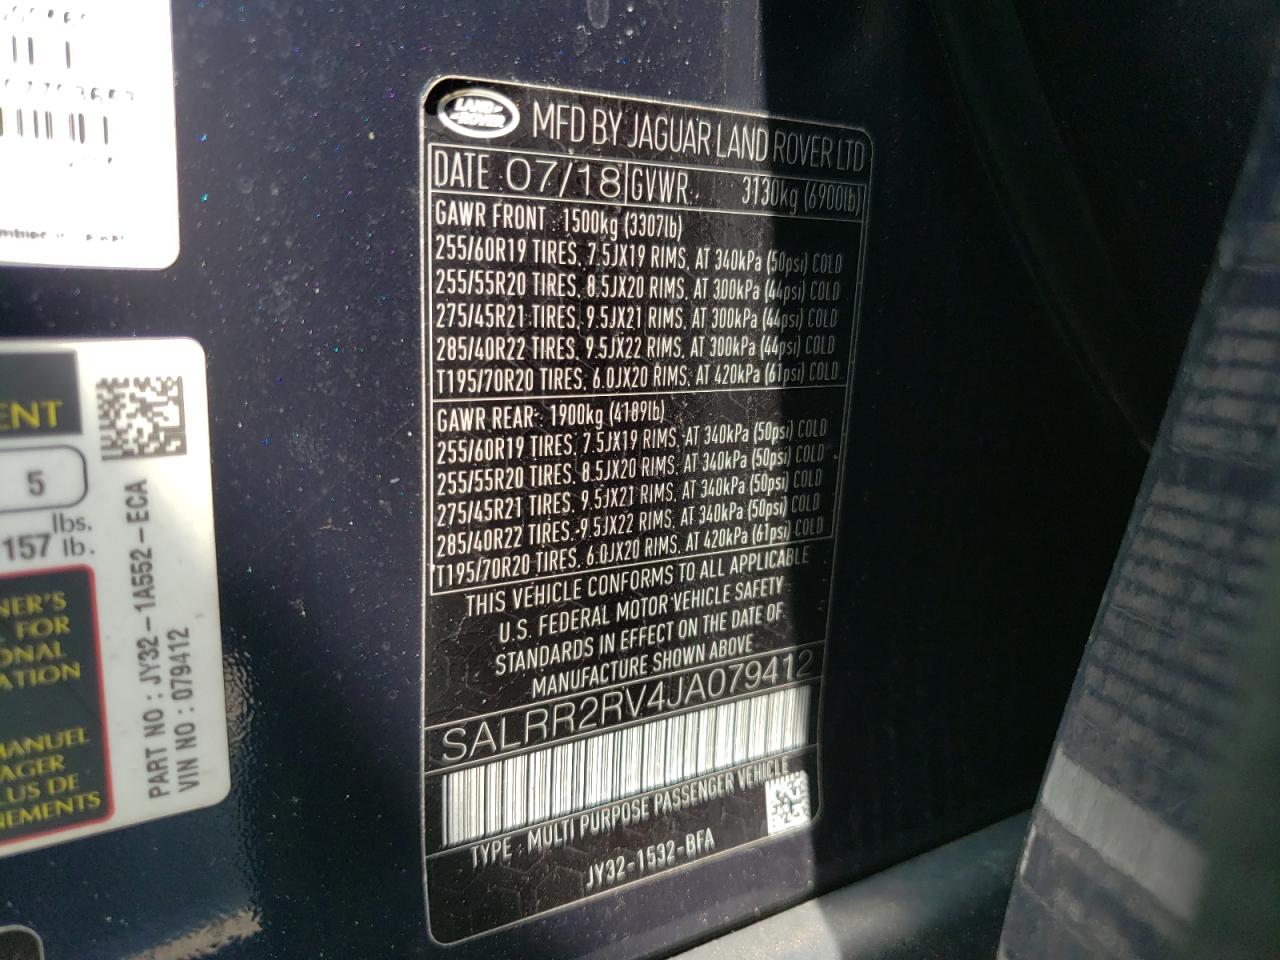 LAND ROVER
MFD BY JAGUAR LAND ROVER LTD
DATE 07/18 GVWR 3130kg (6900lb)
GAWR FRONT 1500kg (3307lb)
255/60R19 TIRES, 7.5JX19 RIMS, AT 340kPa (50psi) COLD
255/55R20 TIRES, 8.5JX20 RIMS, AT 300kPa (44psi) COLD
275/45R21 TIRES, 9.5JX21 RIMS, AT 300kPa (44psi) COLD
285/40R22 TIRES, 9.5JX22 RIMS, AT 300kPa (44psi) COLD
T195/70R20 TIRES, 6.0JX20 RIMS, AT 420kPa (61psi) COLD
GAWR REAR: 1900kg (4189lb)
255/60R19 TIRES, 7.5JX19 RIMS, AT 340kPa (50psi) COLD
255/55R20 TIRES, 8.5JX20 RIMS, AT 340kPa (50psi) COLD
275/45R21 TIRES, 9.5JX21 RIMS, AT 340kPa (50psi) COLD
285/40R22 TIRES, 9.5JX22 RIMS, AT 340kPa (50psi) COLD
T195/70R20 TIRES, 6.0JX20 RIMS, AT 420kPa (61psi) COLD
THIS VEHICLE CONFORMS TO ALL APPLICABLE
U.S. FEDERAL MOTOR VEHICLE SAFETY
STANDARDS IN EFFECT ON THE DATE OF
MANUFACTURE SHOWN ABOVE
SALRR2RV4JA079412
TYPE : MULTI PURPOSE PASSENGER VEHICLE
JY32-1532-BFA
ENT
5
lbs.
157 lb.
NER'S
FOR
ONAL
ATION
MANUEL
AGER
LUS DE
NEMENTS
PART NO : JY32-1A552-ECA
VIN NO : 079412